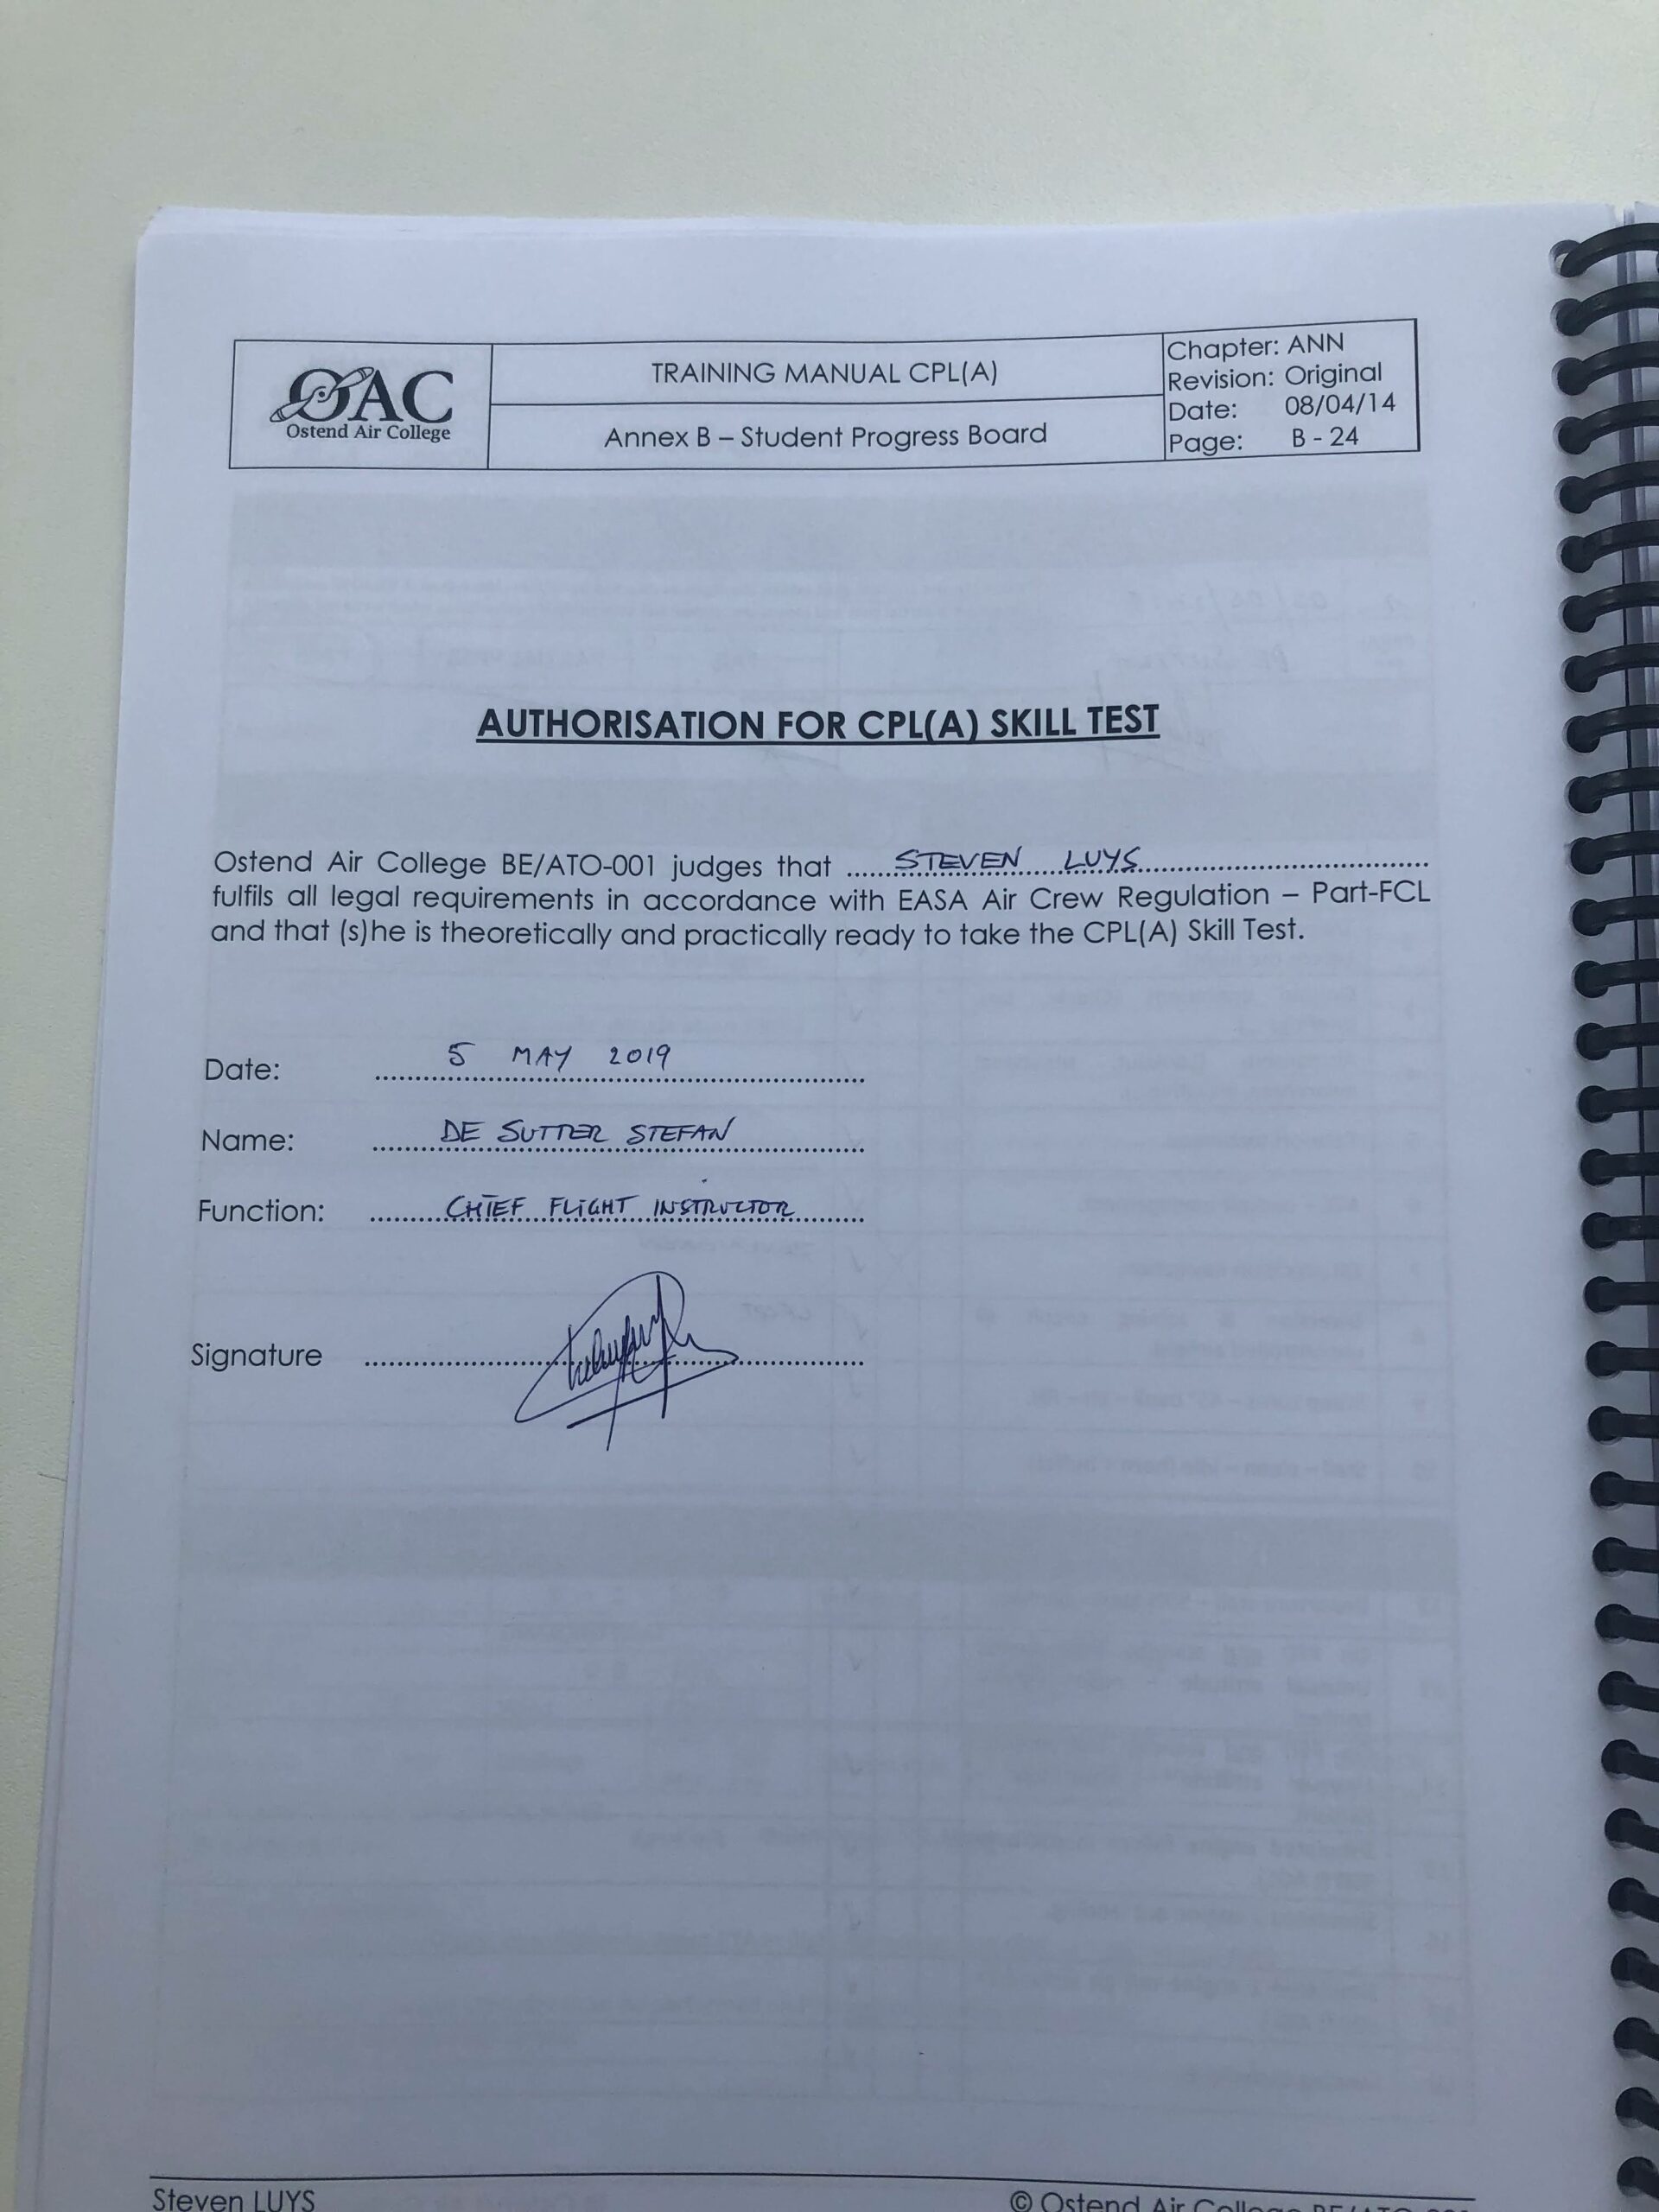 OAC
Ostend Air College
TRAINING MANUAL CPL(A)
Annex B – Student Progress Board
Chapter: ANN
Revision: Original
Date: 08/04/14
Page: B - 24
AUTHORISATION FOR CPL(A) SKILL TEST
Ostend Air College BE/ATO-001 judges that ......STEVEN LUYS......
fulfils all legal requirements in accordance with EASA Air Crew Regulation – Part-FCL
and that (s)he is theoretically and practically ready to take the CPL(A) Skill Test.
Date: 5 MAY 2019
Name: DE SUTTER STEFAN
Function: CHIEF FLIGHT INSTRUCTOR
Signature
Steven LUYS
© Ostend Air College